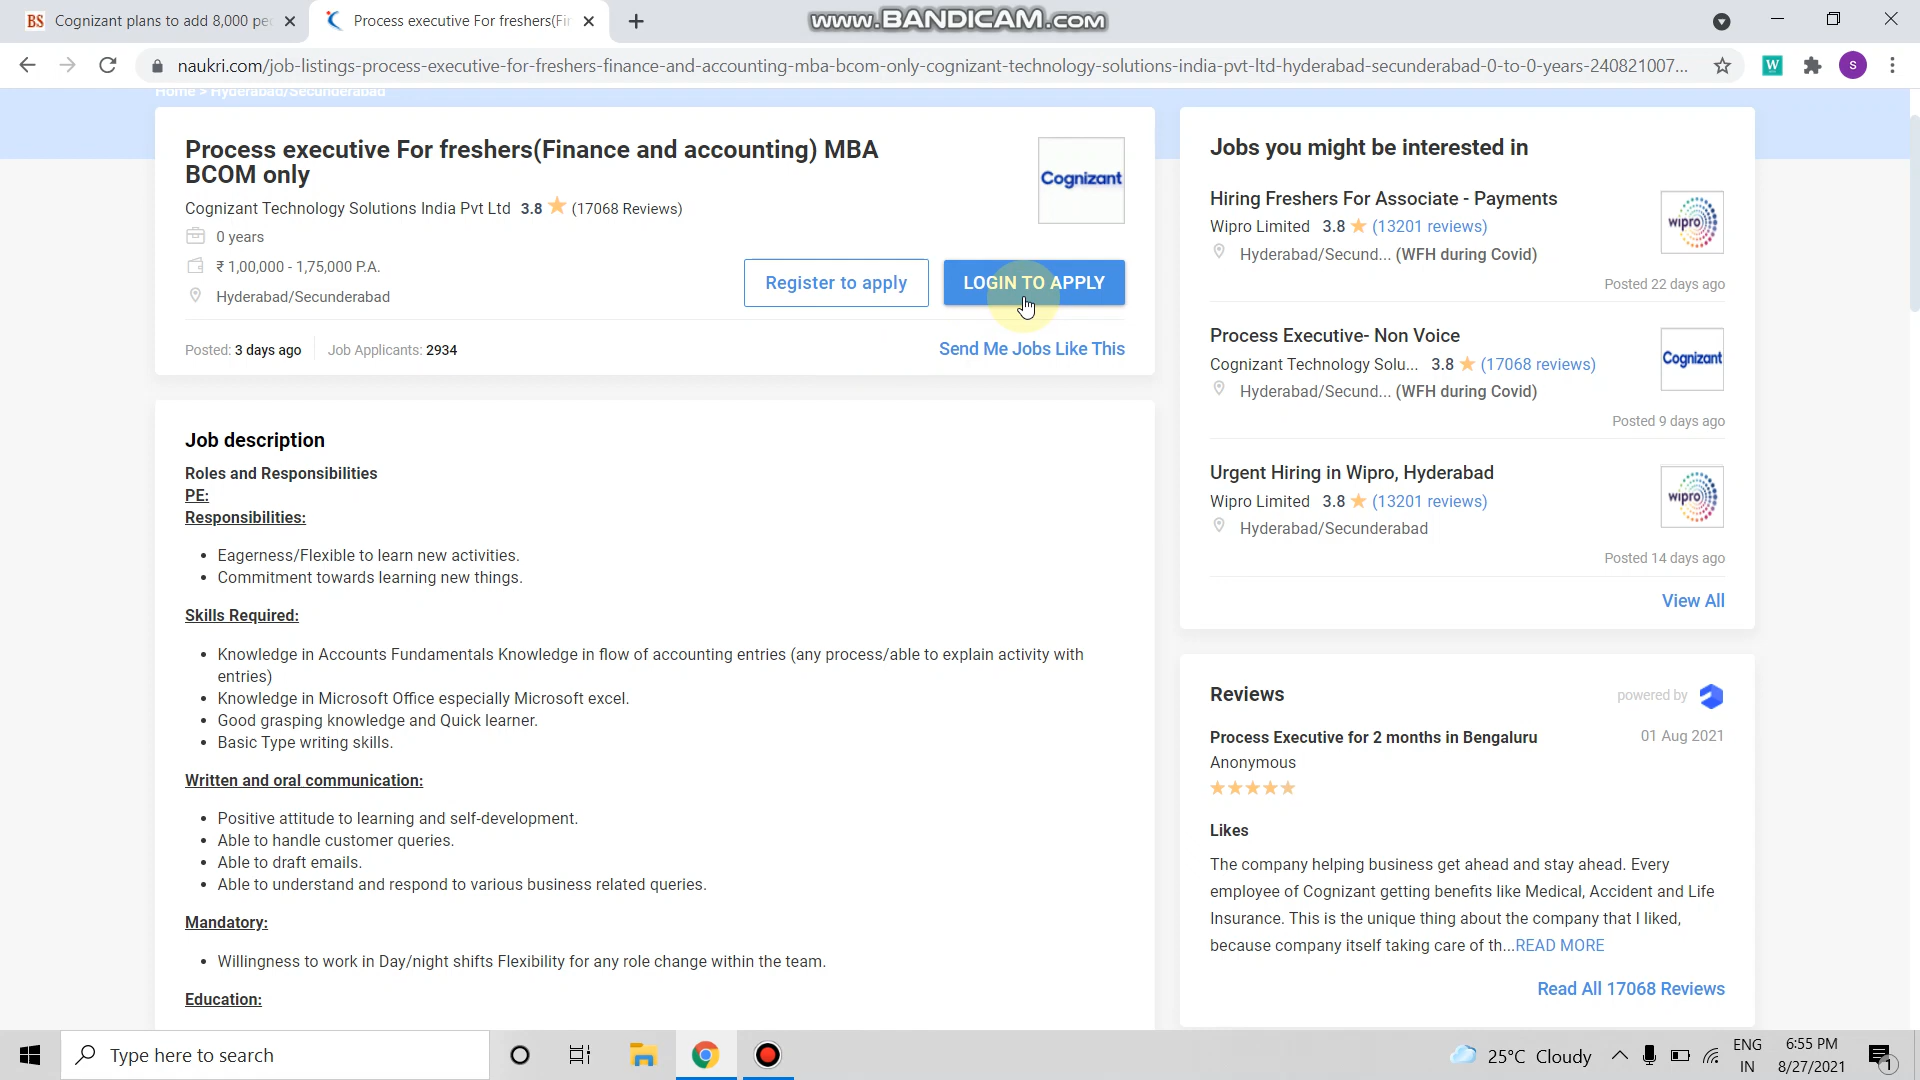 BS Cognizant plans to add 8,000 pe
Process executive For freshers(Fi
www.BANDICAM.com
naukri.com/job-listings-process-executive-for-freshers-finance-and-accounting-mba-bcom-only-cognizant-technology-solutions-india-pvt-ltd-hyderabad-secunderabad-0-to-0-years-240821007...
W
S
Home > Hyderabad/Secunderabad
Process executive For freshers(Finance and accounting) MBA
BCOM only
Cognizant
Cognizant Technology Solutions India Pvt Ltd 3.8 (17068 Reviews)
0 years
₹ 1,00,000 - 1,75,000 P.A.
Hyderabad/Secunderabad
Register to apply
LOGIN TO APPLY
Posted: 3 days ago
Job Applicants: 2934
Send Me Jobs Like This
Job description
Roles and Responsibilities
PE:
Responsibilities:
• Eagerness/Flexible to learn new activities.
• Commitment towards learning new things.
Skills Required:
• Knowledge in Accounts Fundamentals Knowledge in flow of accounting entries (any process/able to explain activity with
entries)
• Knowledge in Microsoft Office especially Microsoft excel.
• Good grasping knowledge and Quick learner.
• Basic Type writing skills.
Written and oral communication:
• Positive attitude to learning and self-development.
• Able to handle customer queries.
• Able to draft emails.
• Able to understand and respond to various business related queries.
Mandatory:
• Willingness to work in Day/night shifts Flexibility for any role change within the team.
Education:
Jobs you might be interested in
Hiring Freshers For Associate - Payments
Wipro Limited 3.8 (13201 reviews)
wipro
Hyderabad/Secund... (WFH during Covid)
Posted 22 days ago
Process Executive- Non Voice
Cognizant Technology Solu... 3.8 (17068 reviews)
Cognizant
Hyderabad/Secund... (WFH during Covid)
Posted 9 days ago
Urgent Hiring in Wipro, Hyderabad
Wipro Limited 3.8 (13201 reviews)
wipro
Hyderabad/Secunderabad
Posted 14 days ago
View All
Reviews
powered by
Process Executive for 2 months in Bengaluru
01 Aug 2021
Anonymous
Likes
The company helping business get ahead and stay ahead. Every
employee of Cognizant getting benefits like Medical, Accident and Life
Insurance. This is the unique thing about the company that I liked,
because company itself taking care of th...READ MORE
Read All 17068 Reviews
Type here to search
25°C Cloudy
ENG
IN
6:55 PM
8/27/2021
1